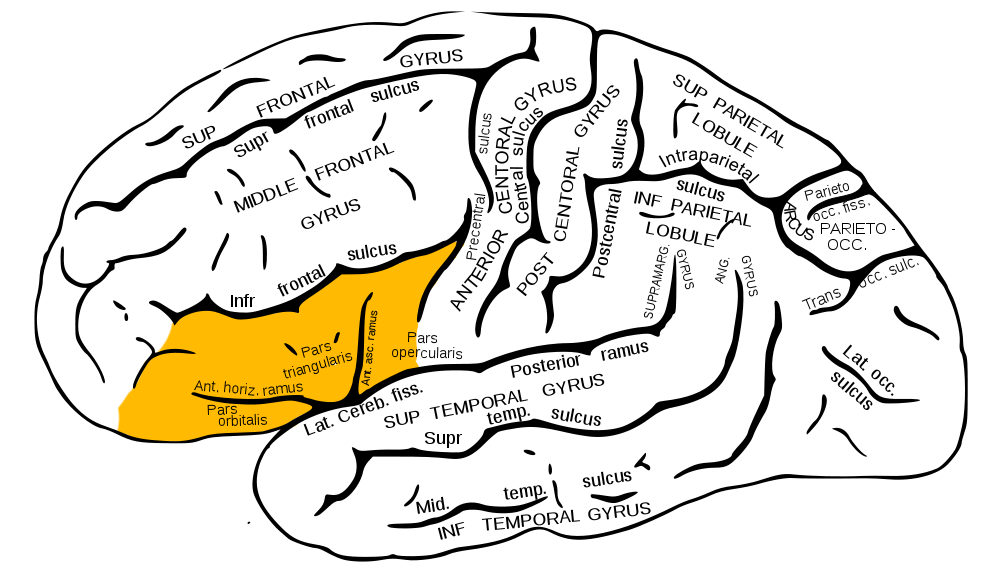 SUP FRONTAL GYRUS
Supr frontal sulcus
MIDDLE FRONTAL
GYRUS
Infr frontal sulcus
Precentral sulcus
ANTERIOR CENTORAL GYRUS
Central sulcus
POST CENTORAL GYRUS
Postcentral sulcus
SUP PARIETAL
LOBULE
Intraparietal
sulcus
INF PARIETAL
LOBULE
SUPRAMARG.
GYRUS
ANG.
GYRUS
Parieto
occ. fiss.
ARCUS
PARIETO -
OCC.
Trans occ. sulc.
Lat. occ.
sulcus
Pars
opercularis
Pars
triangularis
Ant. asc. ramus
Ant. horiz. ramus
Pars
orbitalis
Lat. Cereb. fiss.
Posterior ramus
SUP TEMPORAL GYRUS
Supr temp. sulcus
Mid. temp. sulcus
INF TEMPORAL GYRUS